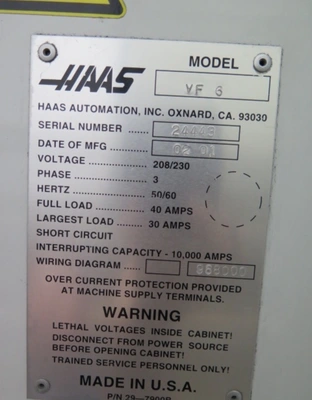 HAAS
MODEL
VF 6
HAAS AUTOMATION, INC. OXNARD, CA. 93030
SERIAL NUMBER
DATE OF MFG
VOLTAGE ............ 208/230
PHASE ................ 3
HERTZ ................ 50/60
FULL LOAD ......... 40 AMPS
LARGEST LOAD ... 30 AMPS
SHORT CIRCUIT
INTERRUPTING CAPACITY - 10,000 AMPS
WIRING DIAGRAM ......
OVER CURRENT PROTECTION PROVIDED
AT MACHINE SUPPLY TERMINALS.
WARNING
LETHAL VOLTAGES INSIDE CABINET!
DISCONNECT FROM POWER SOURCE
BEFORE OPENING CABINET!
TRAINED SERVICE PERSONNEL ONLY!
MADE IN U.S.A.